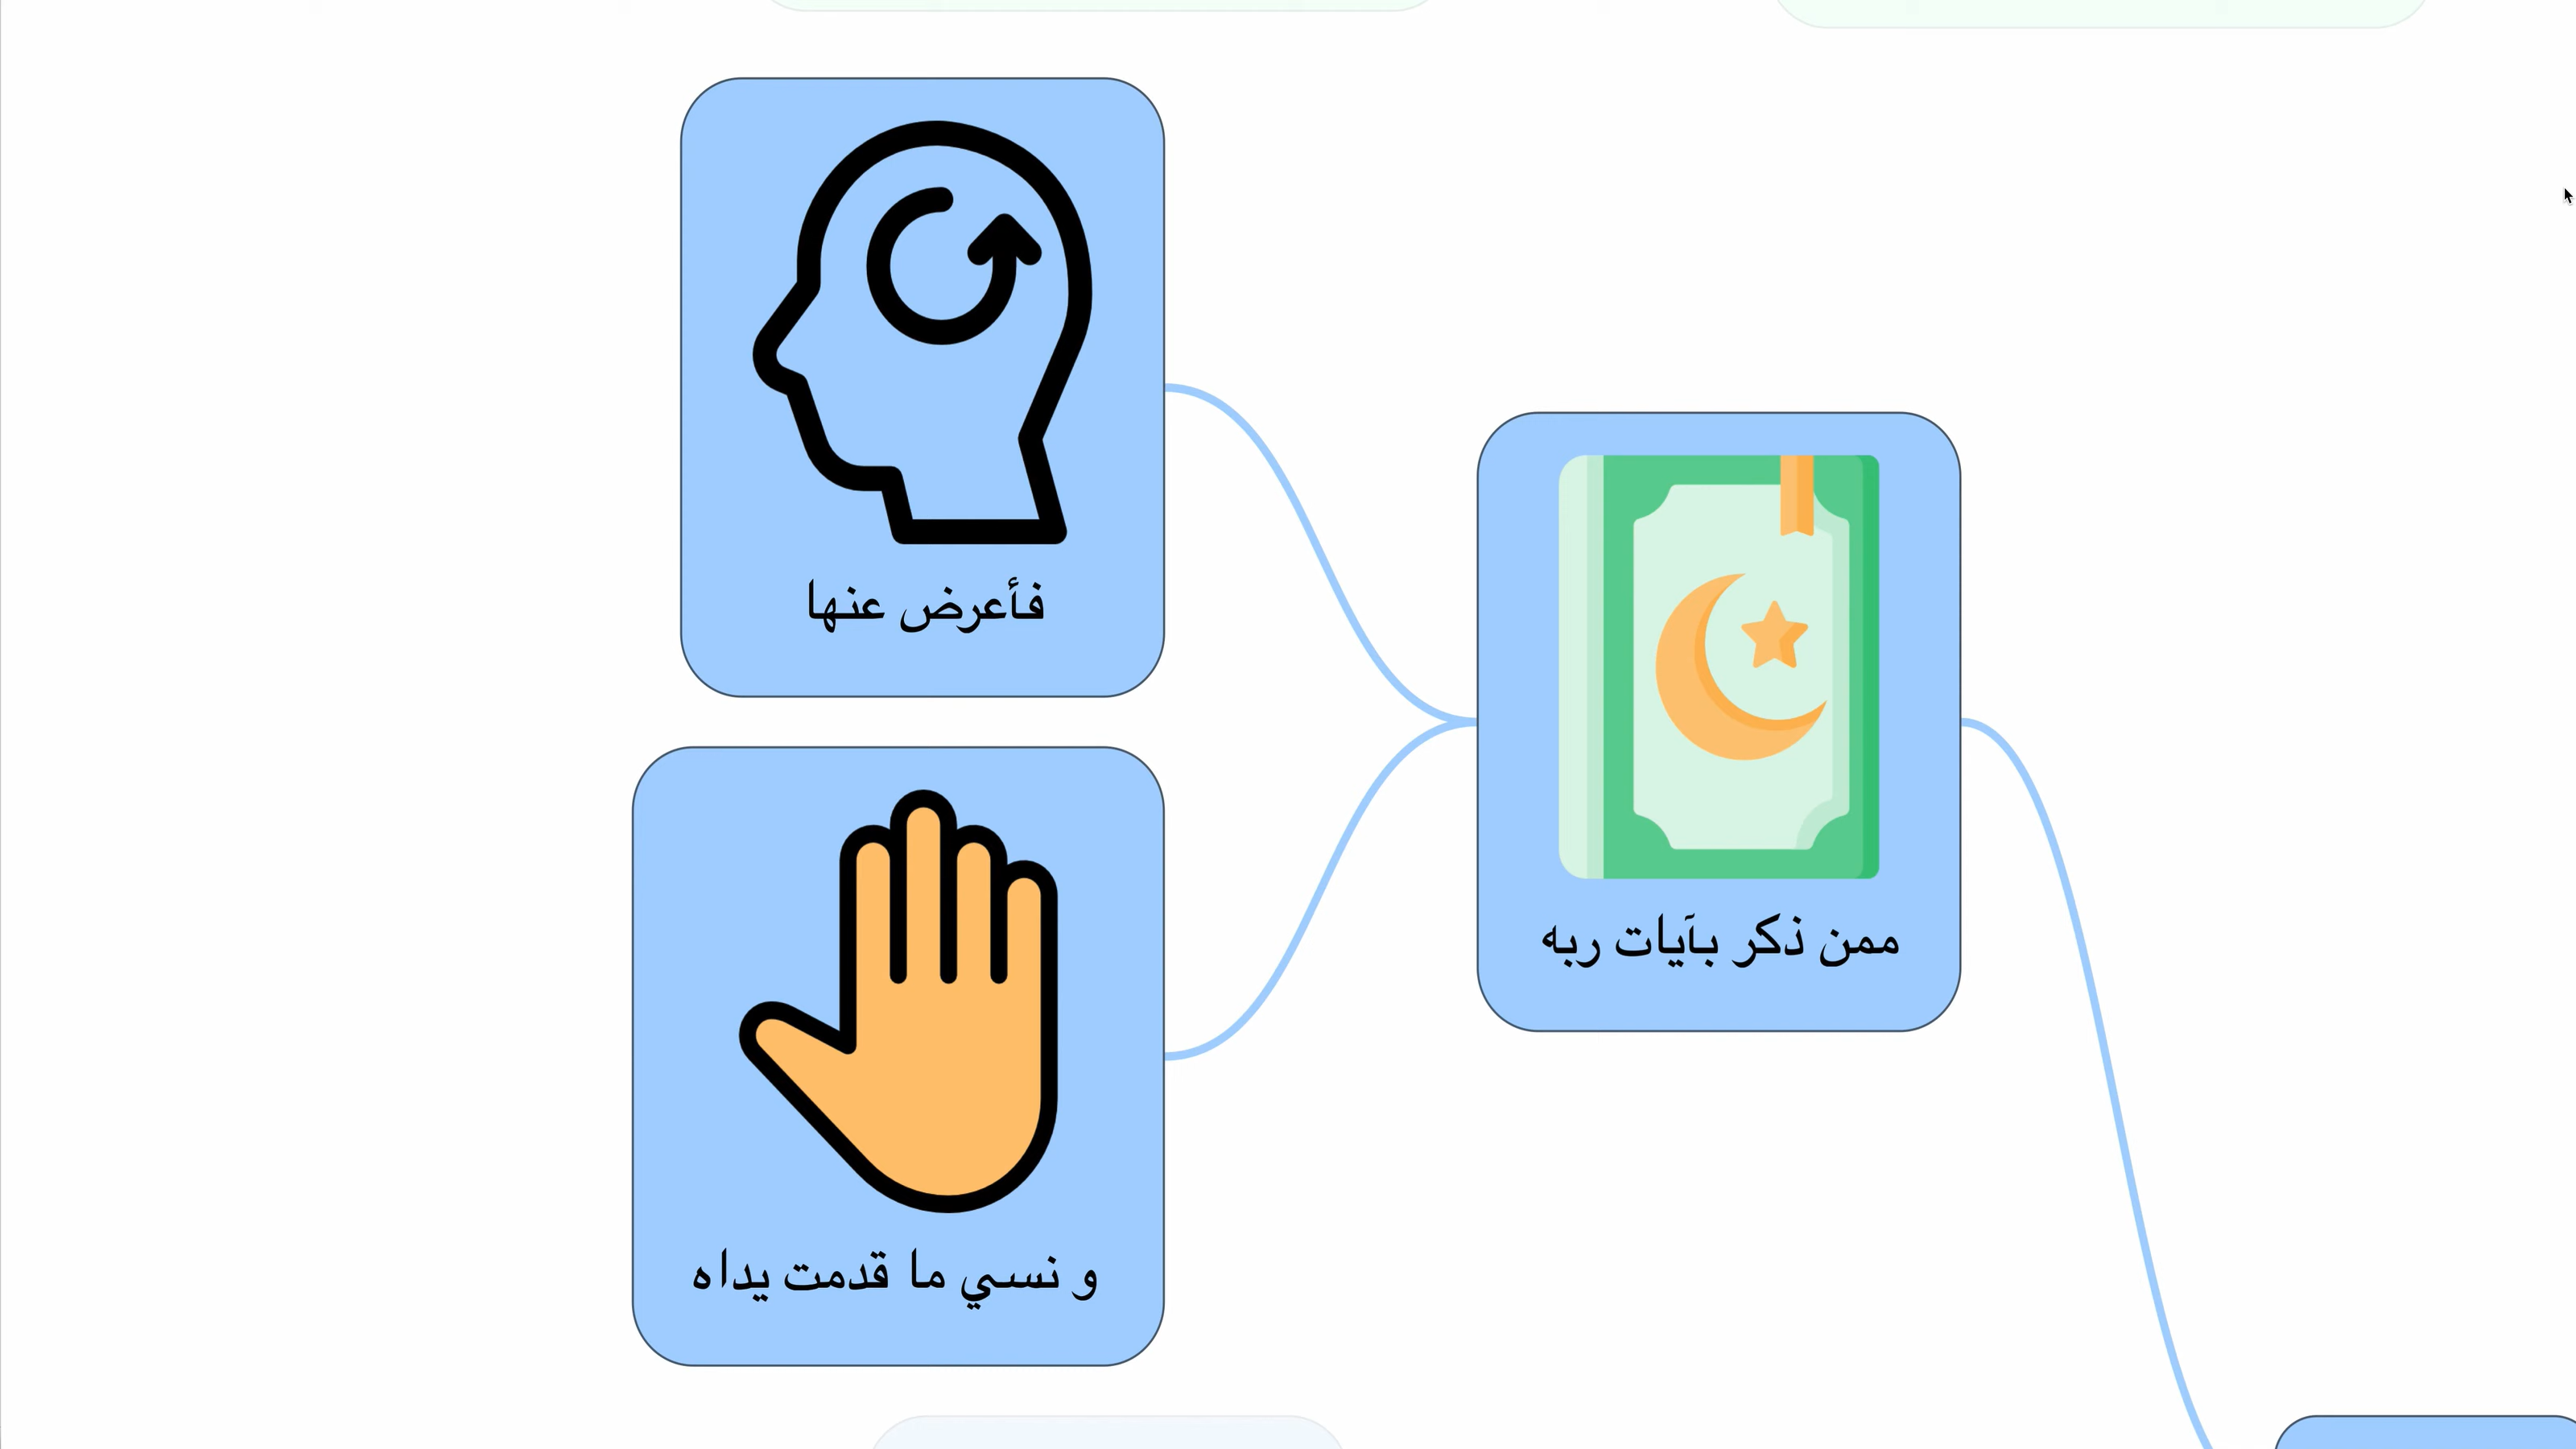 ممن ذكر بآيات ربه
فأعرض عنها
و نسي ما قدمت يداه